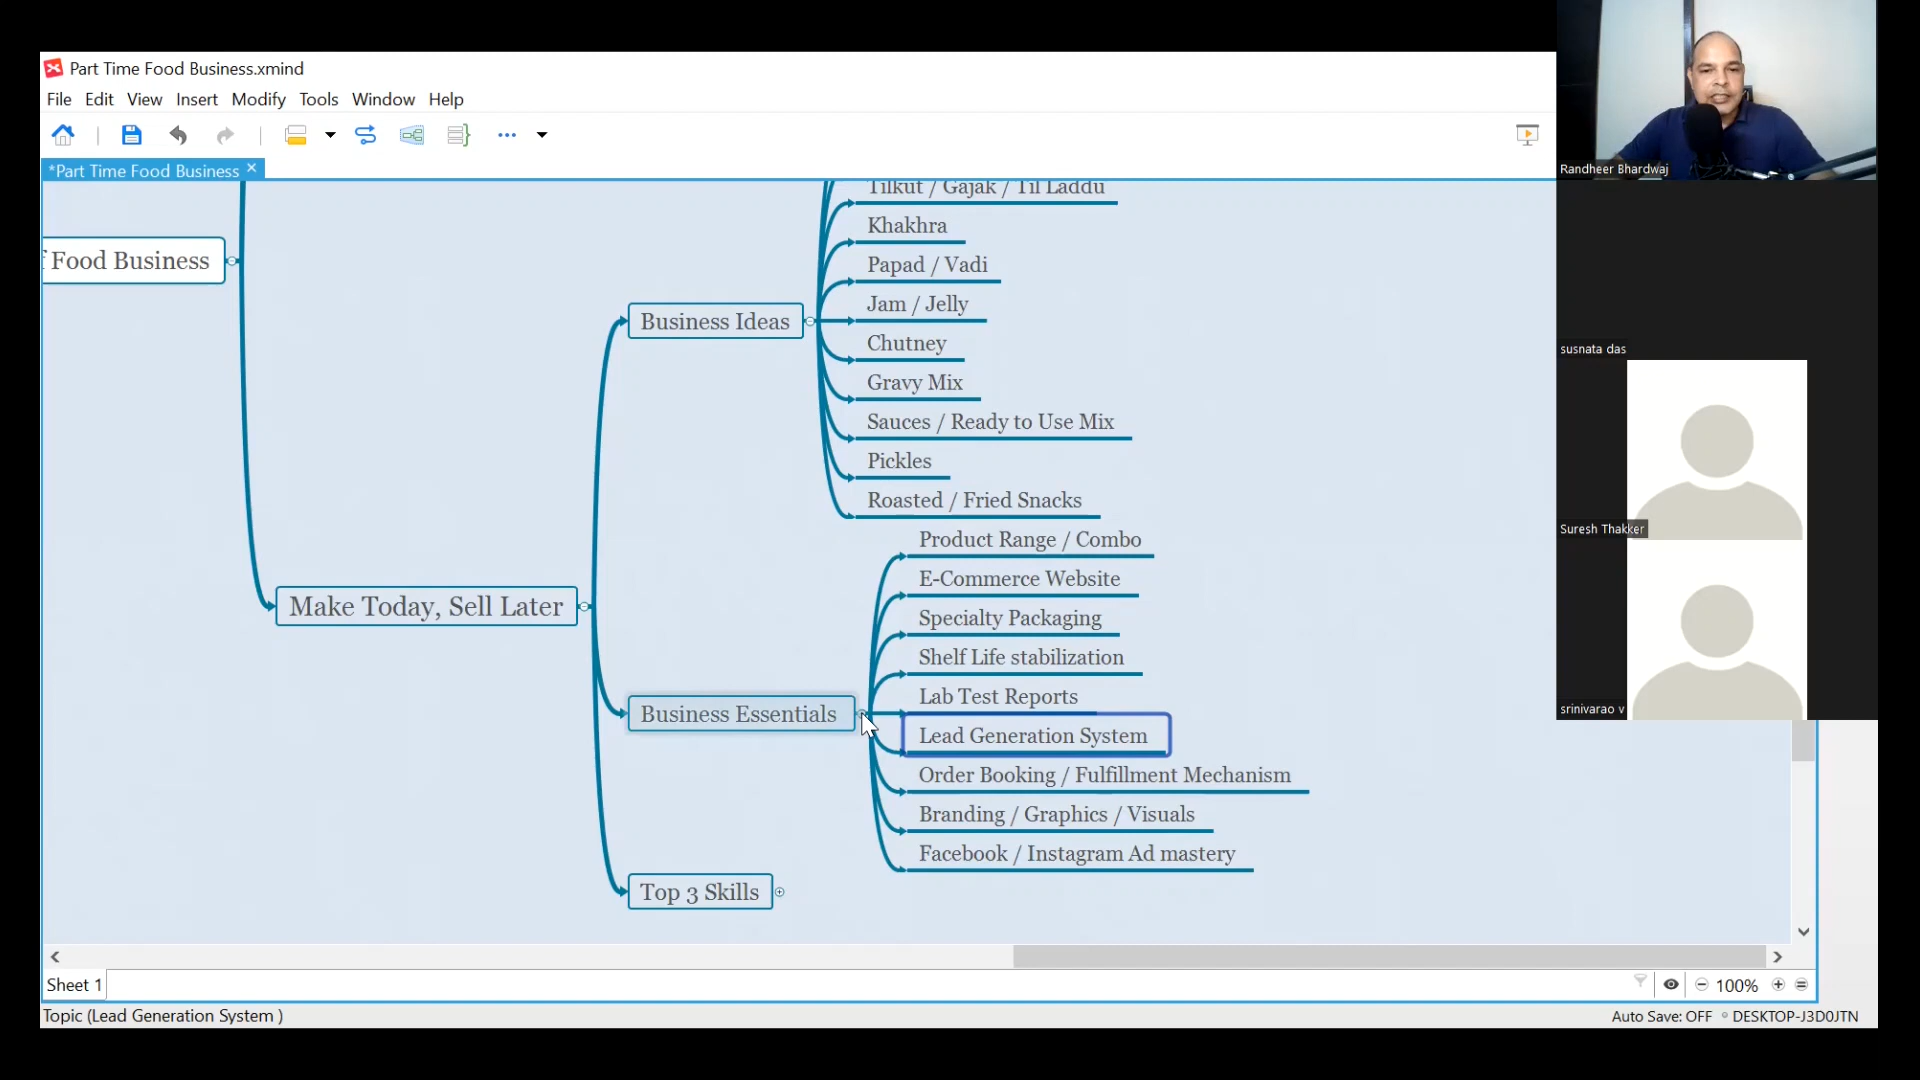 Part Time Food Business.xmind
File Edit View Insert Modify Tools Window Help
*Part Time Food Business
Food Business
Make Today, Sell Later
Business Ideas
Tilkut / Gajak / Til Laddu
Khakhra
Papad / Vadi
Jam / Jelly
Chutney
Gravy Mix
Sauces / Ready to Use Mix
Pickles
Roasted / Fried Snacks
Business Essentials
Product Range / Combo
E-Commerce Website
Specialty Packaging
Shelf Life stabilization
Lab Test Reports
Lead Generation System
Order Booking / Fulfillment Mechanism
Branding / Graphics / Visuals
Facebook / Instagram Ad mastery
Top 3 Skills
Randheer Bhardwaj
susnata das
Suresh Thakker
srinivarao v
Sheet 1
100%
Topic (Lead Generation System )
Auto Save: OFF
DESKTOP-J3D0JTN